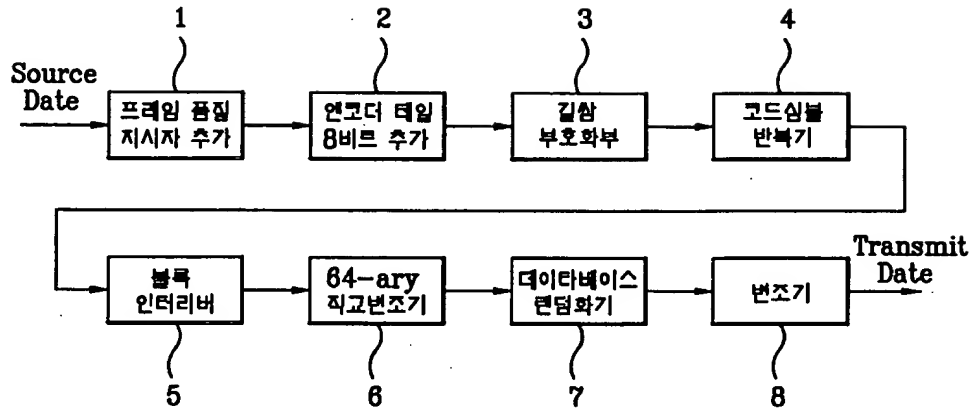 1
2
3
4
Source
Date
프레임 품질
지시자 추가
엔코더 테일
8비트 추가
길쌈
부호화부
코드심볼
반복기
블록
인터리버
64-ary
직교변조기
데이타베이스
랜덤화기
변조기
Transmit
Date
5
6
7
8